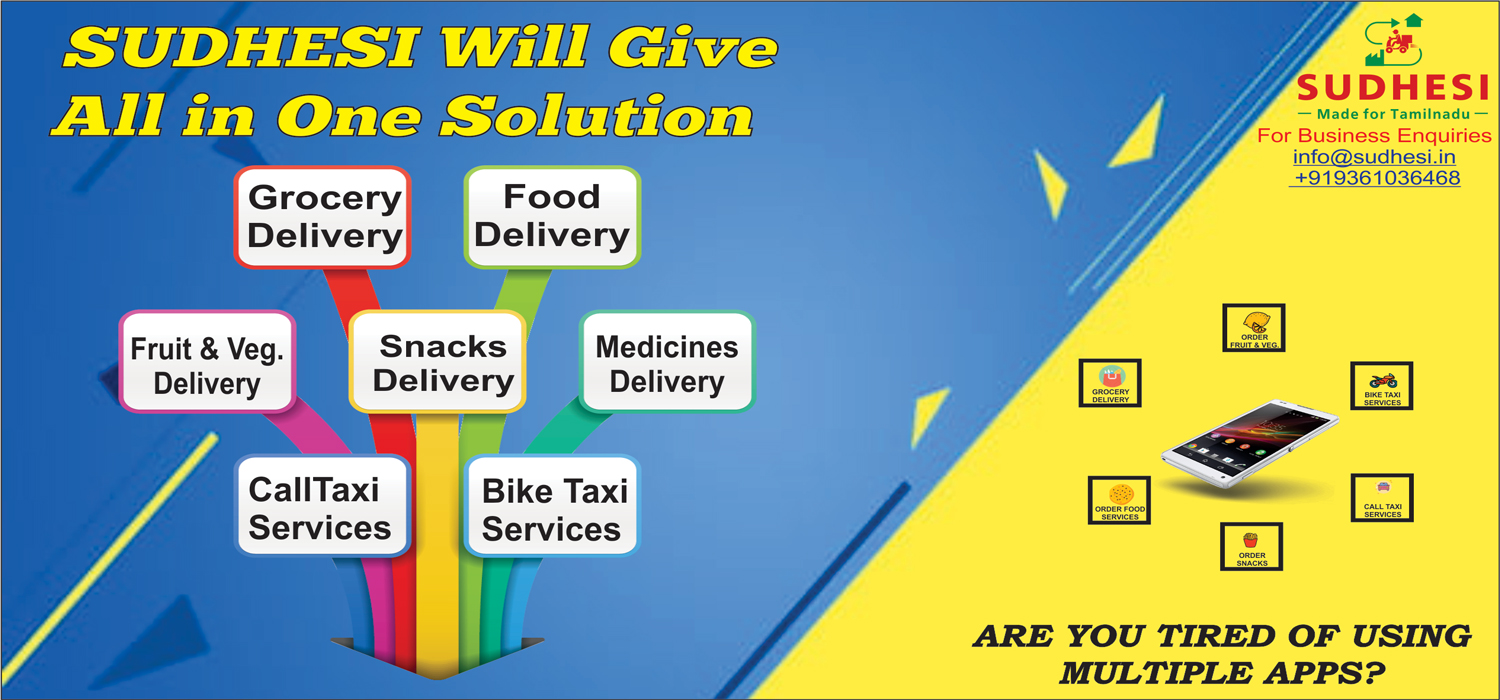 SUDHESI Will Give
All in One Solution
Grocery
Delivery
Food
Delivery
Fruit & Veg.
Delivery
Snacks
Delivery
Medicines
Delivery
CallTaxi
Services
Bike Taxi
Services
SUDHESI
Made for Tamilnadu
For Business Enquiries
info@sudhesi.in
+919361036468
ORDER
FRUIT & VEG.
GROCERY
DELIVERY
BIKE TAXI
SERVICES
ORDER FOOD
SERVICES
CALL TAXI
SERVICES
ORDER
SNACKS
ARE YOU TIRED OF USING
MULTIPLE APPS?